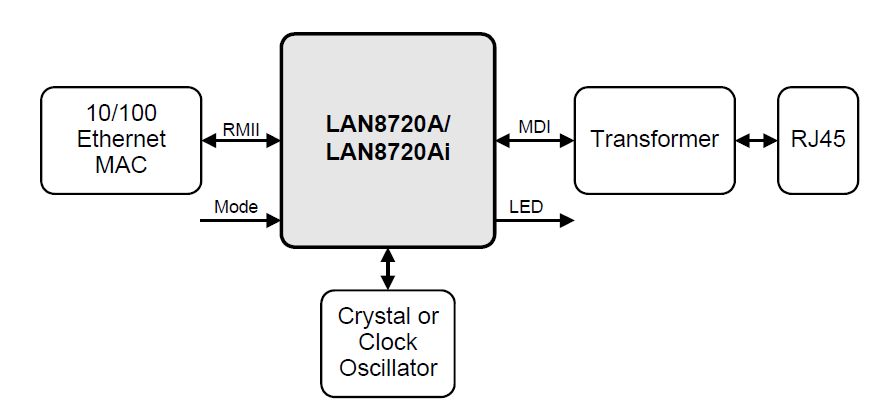 10/100
Ethernet
MAC
RMII
Mode
LAN8720A/
LAN8720Ai
MDI
LED
Transformer
RJ45
Crystal or
Clock
Oscillator